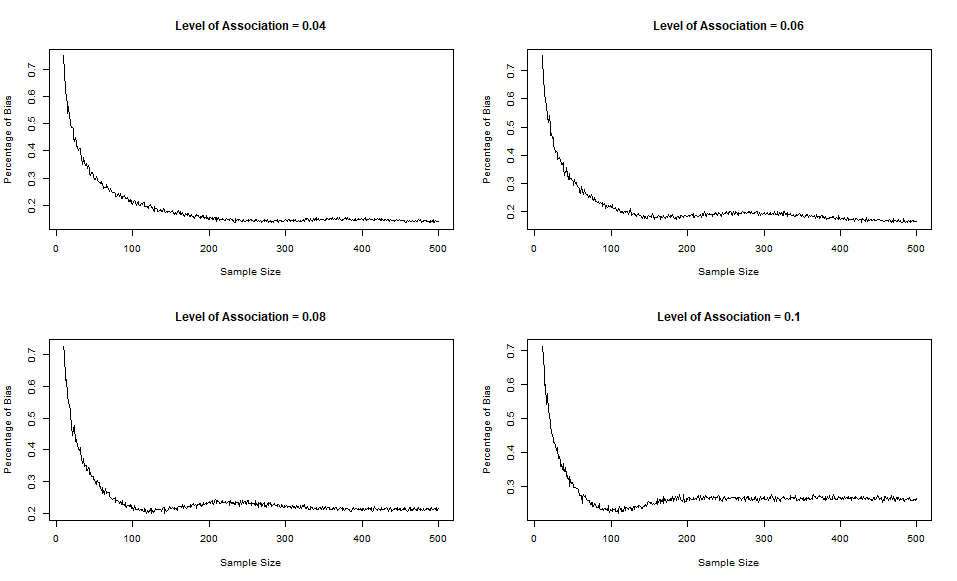 Level of Association = 0.04
Percentage of Bias
0.7
0.6
0.5
0.4
0.3
0.2
0 100 200 300 400 500
Sample Size
Level of Association = 0.06
Percentage of Bias
0.7
0.6
0.5
0.4
0.3
0.2
0 100 200 300 400 500
Sample Size
Level of Association = 0.08
Percentage of Bias
0.7
0.6
0.5
0.4
0.3
0.2
0 100 200 300 400 500
Sample Size
Level of Association = 0.1
Percentage of Bias
0.7
0.6
0.5
0.4
0.3
0 100 200 300 400 500
Sample Size